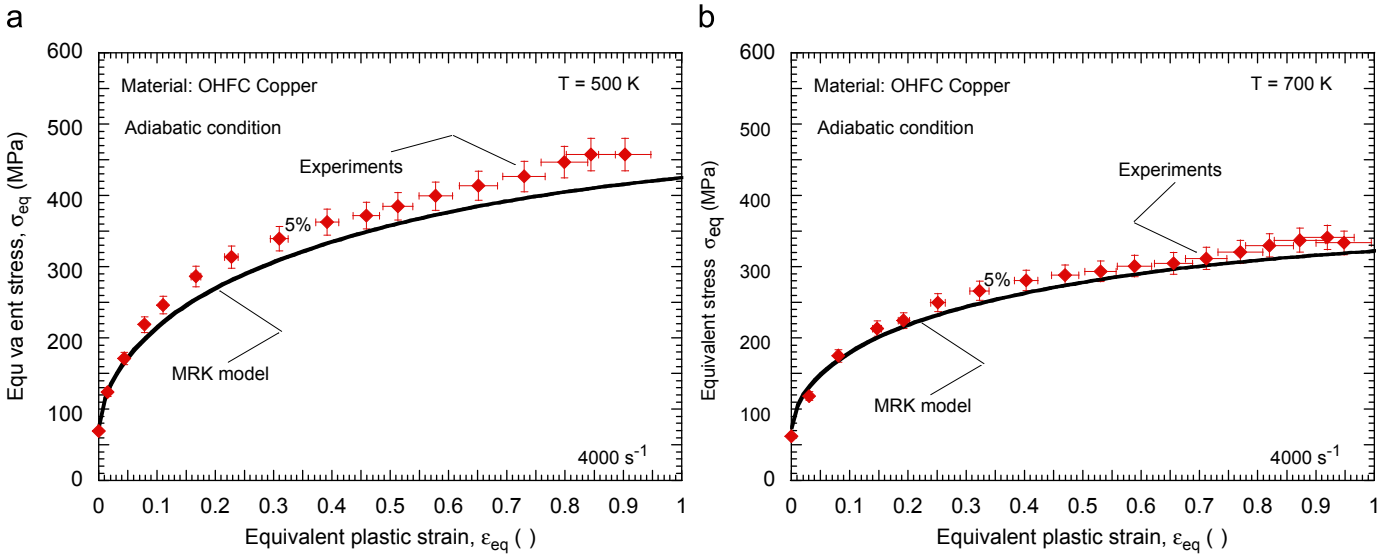 a
600
500
400
300
200
100
0
Equ va ent stress, σeq (MPa)
Material: OHFC Copper
T = 500 K
Adiabatic condition
Experiments
5%
MRK model
4000 s⁻¹
0 0.1 0.2 0.3 0.4 0.5 0.6 0.7 0.8 0.9 1
Equivalent plastic strain, εeq ( )
b
600
500
400
300
200
100
0
Equivalent stress σeq (MPa)
Material: OHFC Copper
T = 700 K
Adiabatic condition
Experiments
5%
MRK model
4000 s⁻¹
0 0.1 0.2 0.3 0.4 0.5 0.6 0.7 0.8 0.9 1
Equivalent plastic strain, εeq ( )